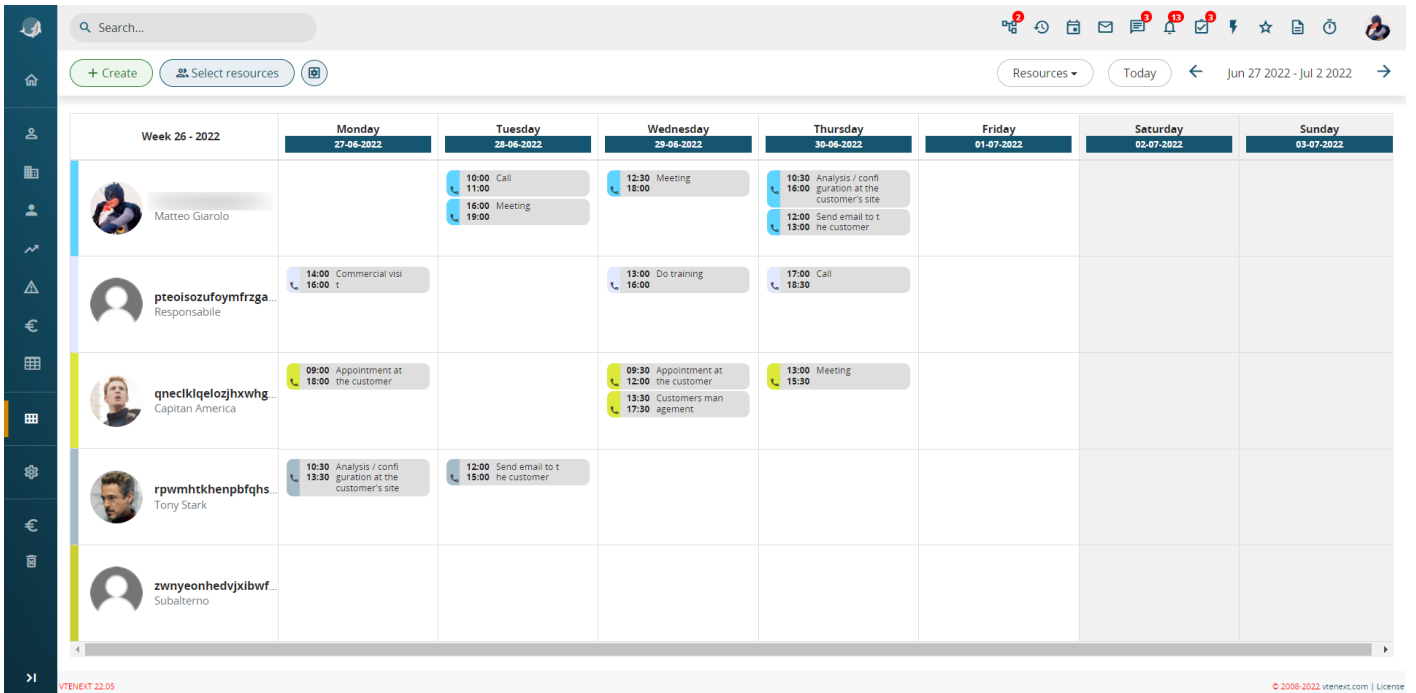 2 3 13 3
Search...
+ Create Select resources Resources Today Jun 27 2022 - Jul 2 2022
Week 26 - 2022 Monday Tuesday Wednesday Thursday Friday Saturday Sunday
27-06-2022 28-06-2022 29-06-2022 30-06-2022 01-07-2022 02-07-2022 03-07-2022
Matteo Giarolo
10:00 Call
11:00
16:00 Meeting
19:00
12:30 Meeting
18:00
10:30 Analysis / confi
16:00 guration at the
customer's site
12:00 Send email to t
13:00 he customer
pteoisozufoymfrzga...
Responsabile
14:00 Commercial visi
16:00 t
13:00 Do training
16:00
17:00 Call
18:30
qneclklqelozjhxwhg...
Capitan America
09:00 Appointment at
18:00 the customer
09:30 Appointment at
12:00 the customer
13:30 Customers man
17:30 agement
13:00 Meeting
15:30
rpwmhtkhenpbfqhs...
Tony Stark
10:30 Analysis / confi
13:30 guration at the
customer's site
12:00 Send email to t
15:00 he customer
zwnyeonhedvjxibwf...
Subalterno
VTENEXT 22.05 © 2008-2022 vtenext.com | License